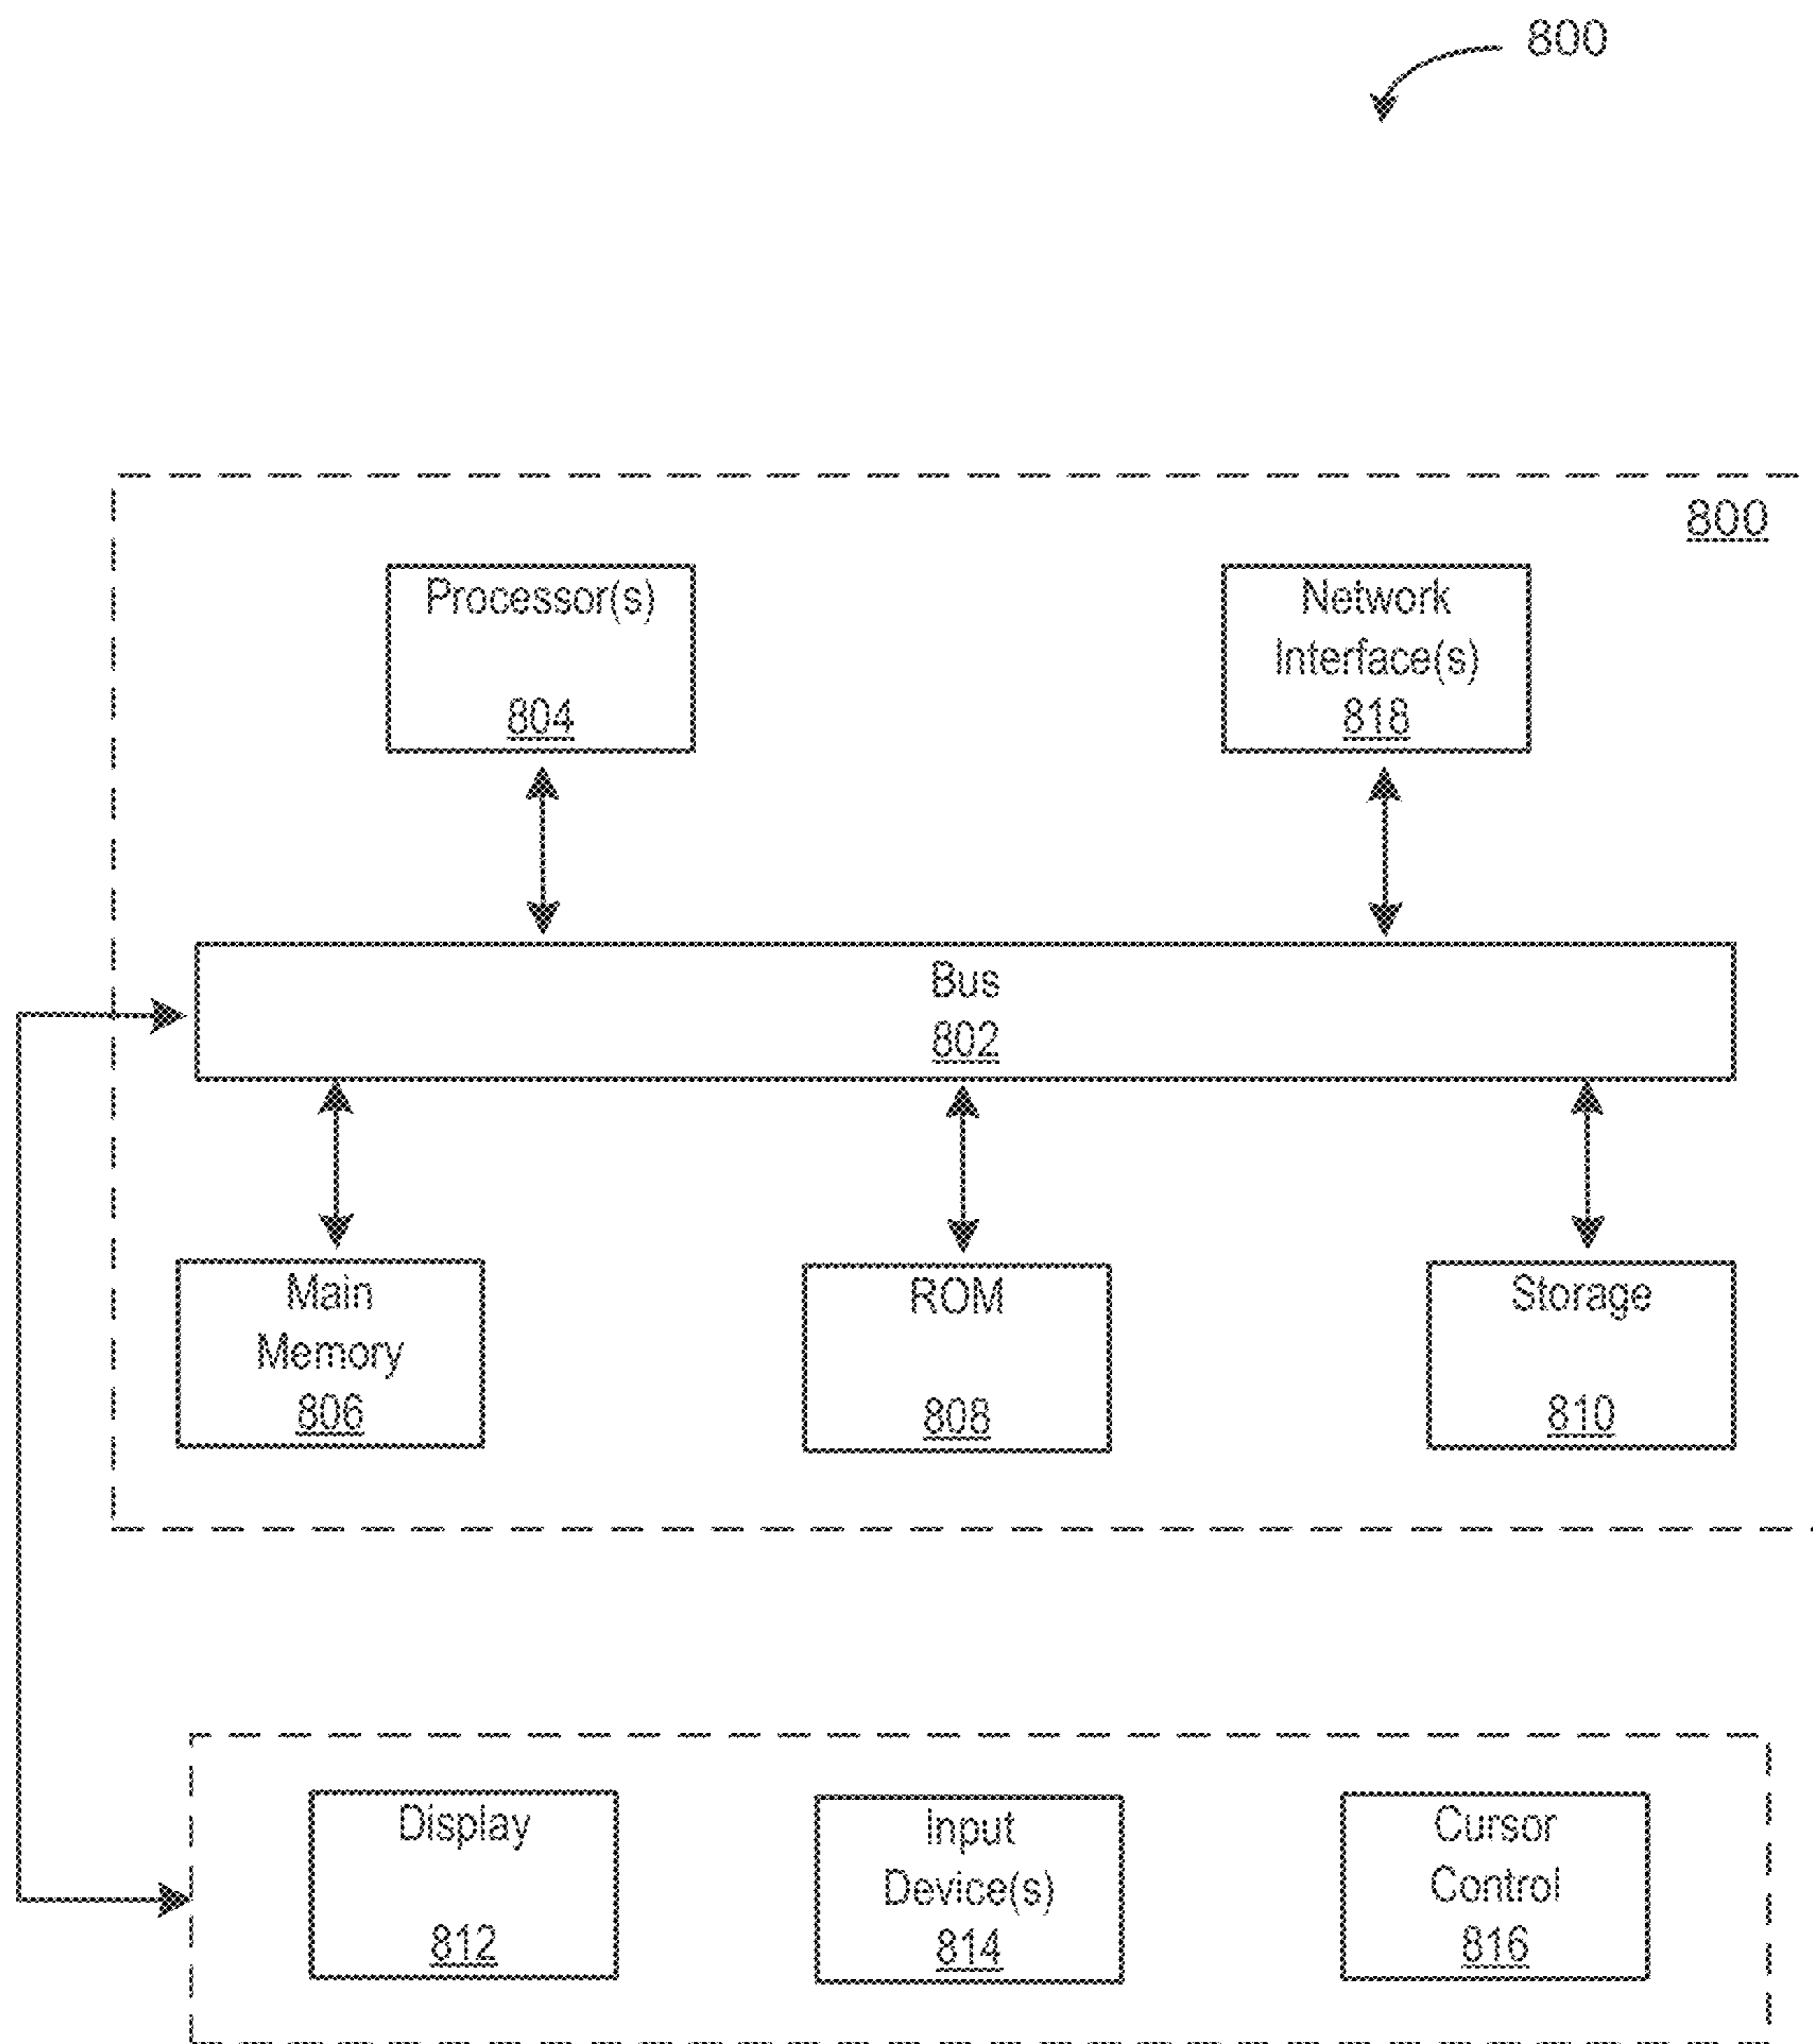 800
800
Processor(s)
804
Network
Interface(s)
818
Bus
802
Main
Memory
806
ROM
808
Storage
810
Display
812
Input
Device(s)
814
Cursor
Control
816